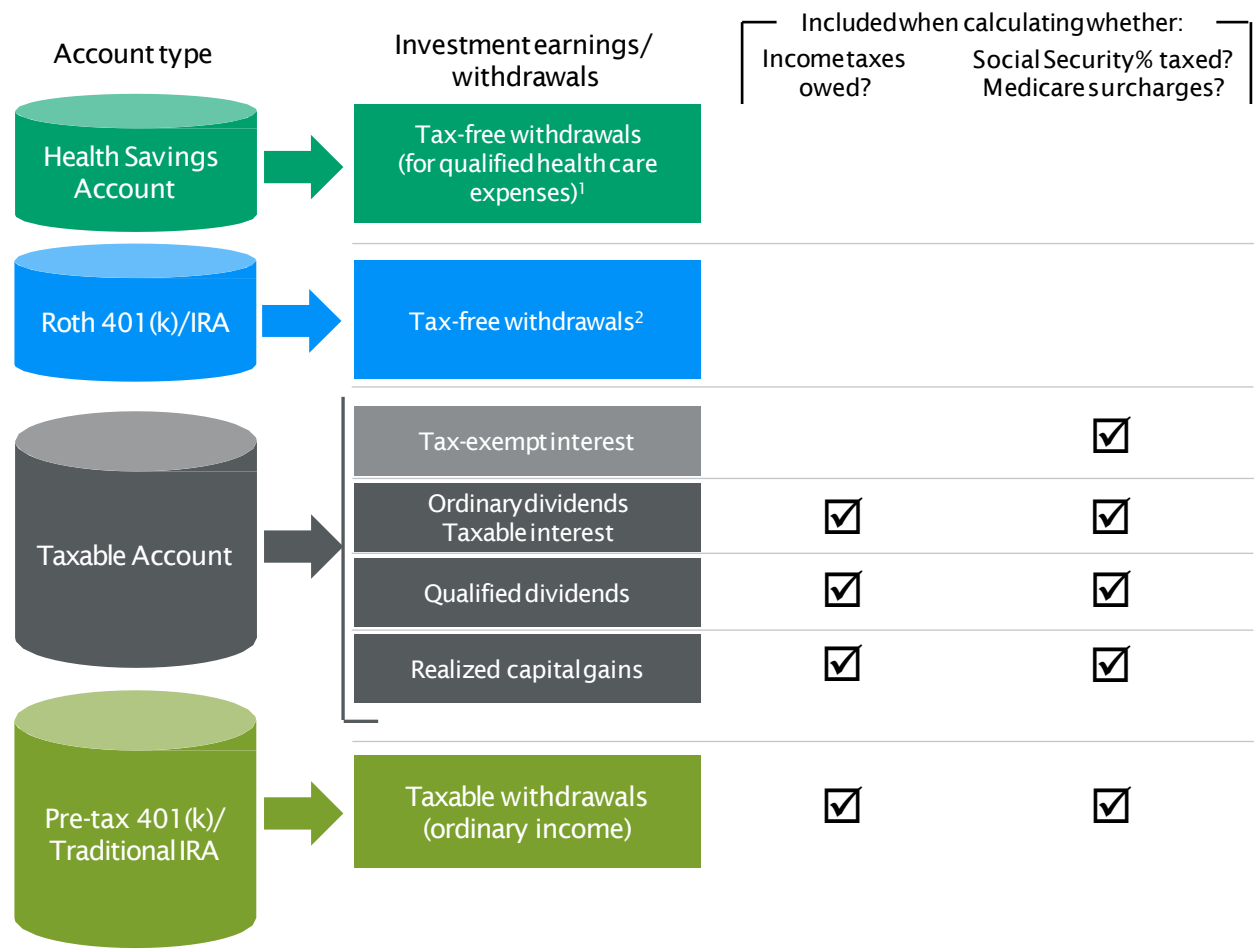 Account type
Investment earnings/
withdrawals
Included when calculating whether:
Income taxes
owed?
Social Security % taxed?
Medicare surcharges?
Health Savings
Account
Tax-free withdrawals
(for qualified health care
expenses)1
Roth 401(k)/IRA
Tax-free withdrawals2
Taxable Account
Tax-exempt interest
Ordinary dividends
Taxable interest
Qualified dividends
Realized capital gains
Pre-tax 401(k)/
Traditional IRA
Taxable withdrawals
(ordinary income)